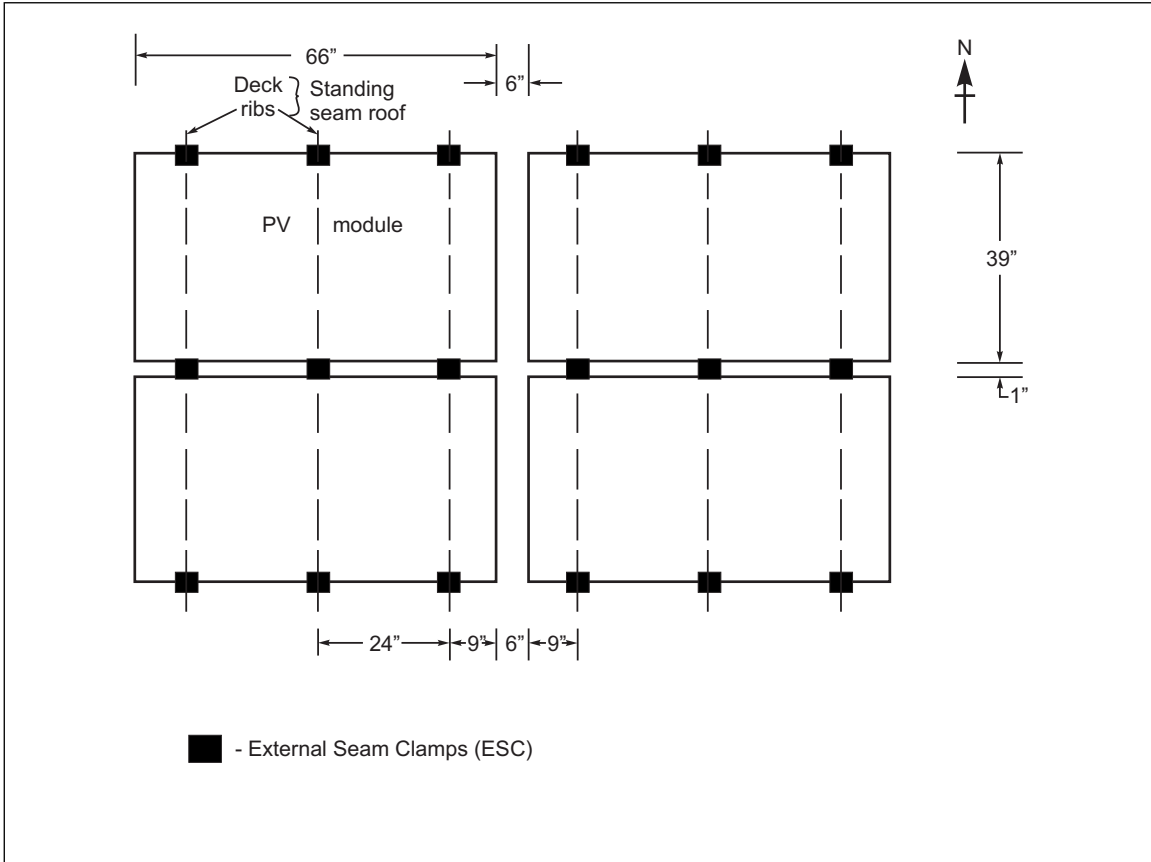 66”
6”
N
Deck
ribs
Standing
seam roof
PV module
39”
1”
24”
9”
6”
9”
- External Seam Clamps (ESC)